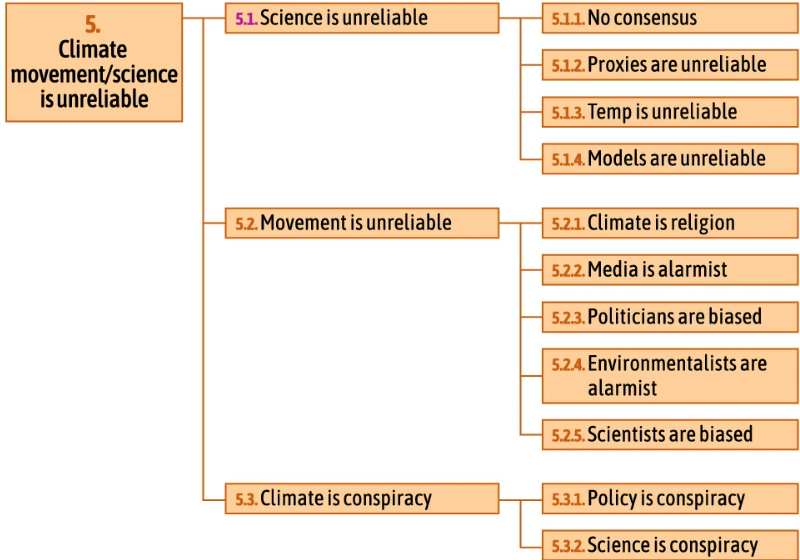 5.
Climate
movement/science
is unreliable
5.1. Science is unreliable
5.1.1. No consensus
5.1.2. Proxies are unreliable
5.1.3. Temp is unreliable
5.1.4. Models are unreliable
5.2. Movement is unreliable
5.2.1. Climate is religion
5.2.2. Media is alarmist
5.2.3. Politicians are biased
5.2.4. Environmentalists are
alarmist
5.2.5. Scientists are biased
5.3. Climate is conspiracy
5.3.1. Policy is conspiracy
5.3.2. Science is conspiracy